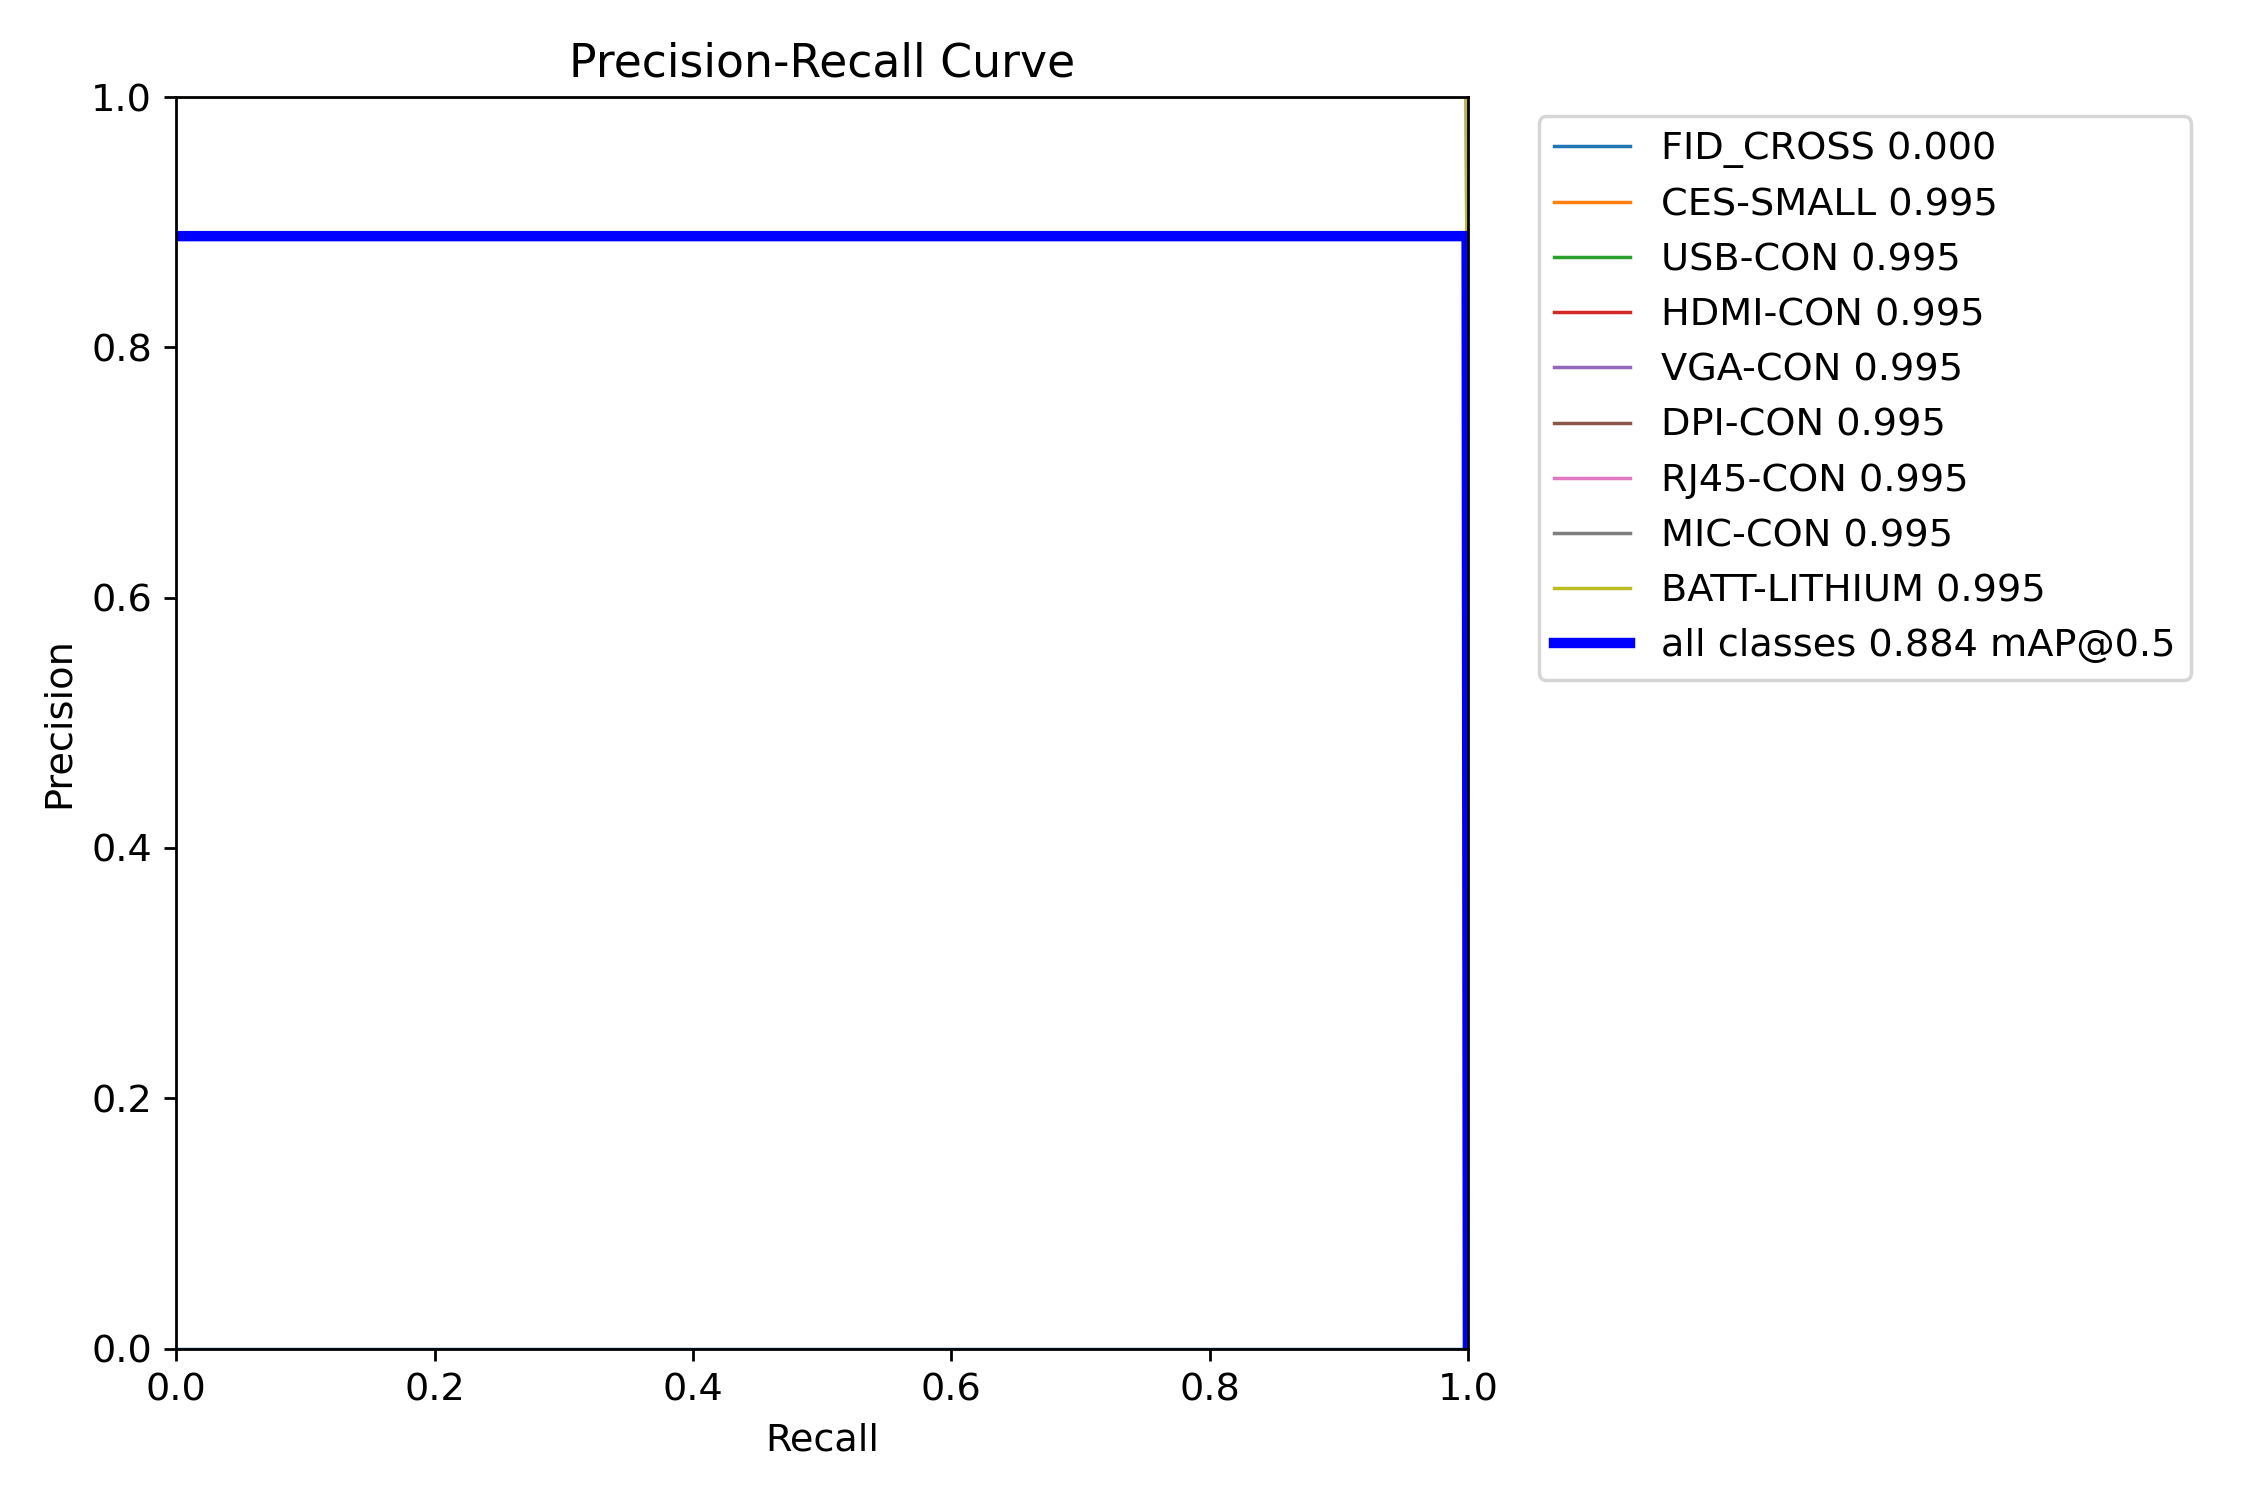 Precision-Recall Curve
1.0
0.8
0.6
0.4
0.2
0.0
Precision
0.0 0.2 0.4 0.6 0.8 1.0
Recall
FID_CROSS 0.000
CES-SMALL 0.995
USB-CON 0.995
HDMI-CON 0.995
VGA-CON 0.995
DPI-CON 0.995
RJ45-CON 0.995
MIC-CON 0.995
BATT-LITHIUM 0.995
all classes 0.884 mAP@0.5